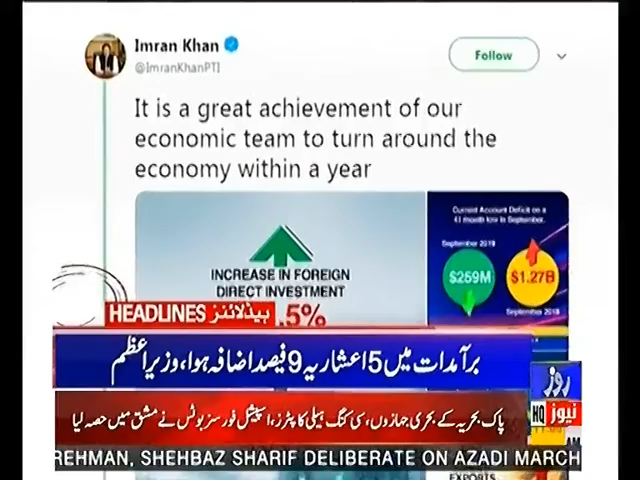 Imran Khan
@ImranKhanPTI
Follow
It is a great achievement of our
economic team to turn around the
economy within a year
INCREASE IN FOREIGN
DIRECT INVESTMENT
.5%
Current Account Deficit on a
41 month low in September.
September 2019
$259M
$1.27B
September 2018
HEADLINES ہیڈلائنز
برآمدات میں 5 اعشاریہ 9 فیصد اضافہ ہوا، وزیراعظم
پاک بحریہ کے بحری جہازوں، سی کنگ ہیلی کاپٹرز، اسپیشل فورسز بوٹس نے مشق میں حصہ لیا
روز
HQ نیوز
AM
REHMAN, SHEHBAZ SHARIF DELIBERATE ON AZADI MARCH
EXPORTS